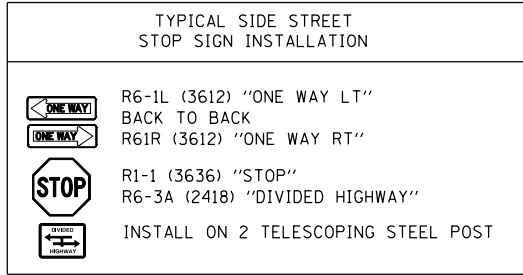 TYPICAL SIDE STREET
STOP SIGN INSTALLATION
ONE WAY
R6-1L (3612) "ONE WAY LT"
BACK TO BACK
ONE WAY
R61R (3612) "ONE WAY RT"
STOP
R1-1 (3636) "STOP"
R6-3A (2418) "DIVIDED HIGHWAY"
DIVIDED
HIGHWAY
INSTALL ON 2 TELESCOPING STEEL POST